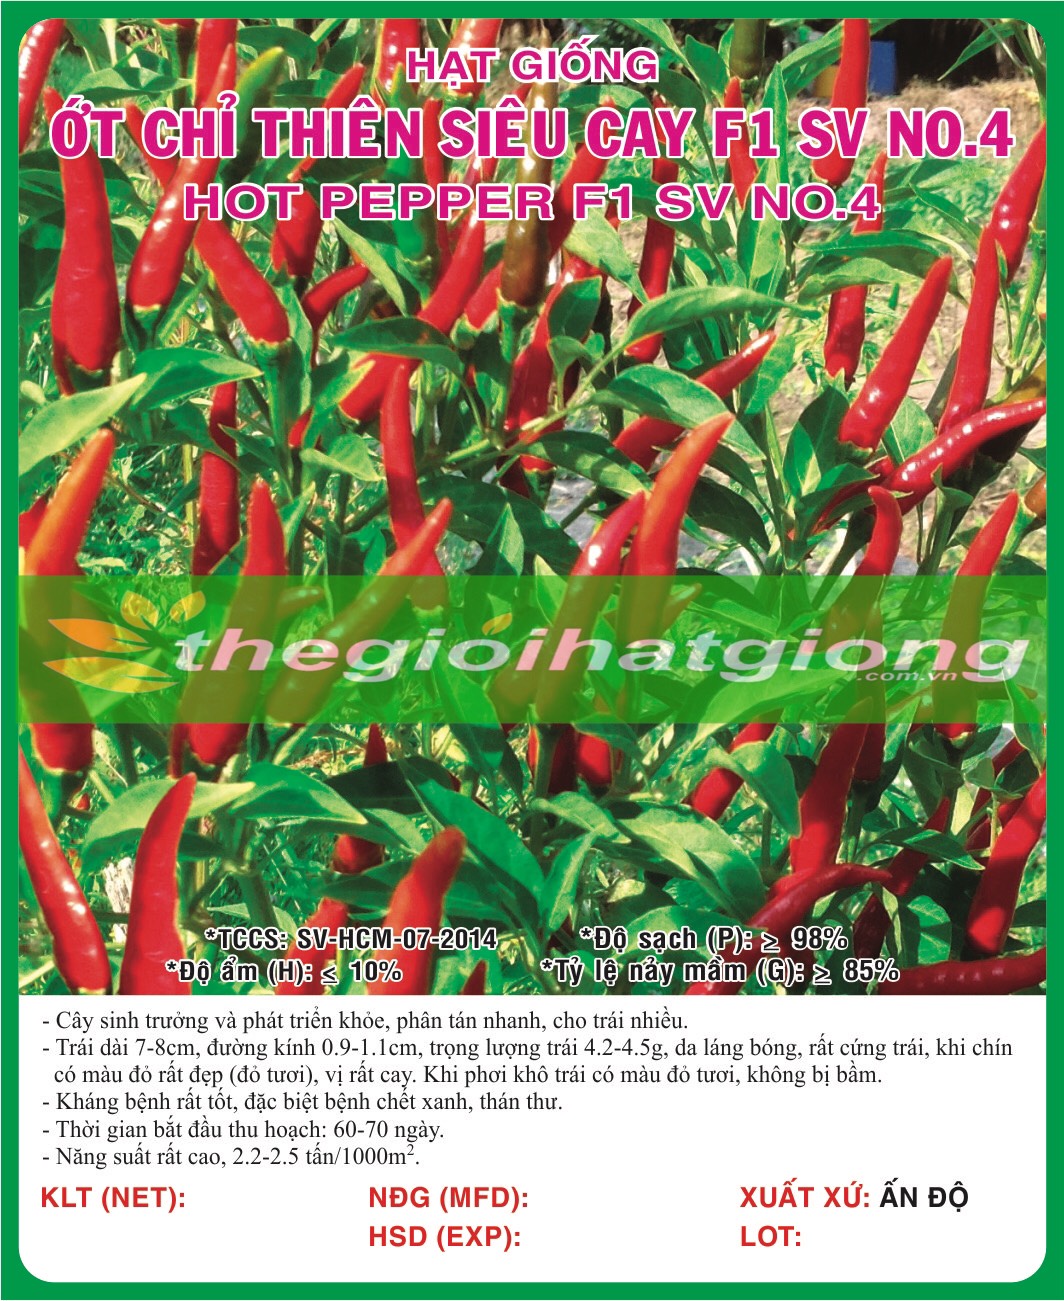 HẠT GIỐNG
ỚT CHỈ THIÊN SIÊU CAY F1 SV NO.4
HOT PEPPER F1 SV NO.4
thegioihatgiong
.com.vn
*TCCS: SV-HCM-07-2014 *Độ sạch (P): ≥ 98%
*Độ ẩm (H): ≤ 10% *Tỷ lệ nảy mầm (G): ≥ 85%
- Cây sinh trưởng và phát triển khỏe, phân tán nhanh, cho trái nhiều.
- Trái dài 7-8cm, đường kính 0.9-1.1cm, trọng lượng trái 4.2-4.5g, da láng bóng, rất cứng trái, khi chín
có màu đỏ rất đẹp (đỏ tươi), vị rất cay. Khi phơi khô trái có màu đỏ tươi, không bị bầm.
- Kháng bệnh rất tốt, đặc biệt bệnh chết xanh, thán thư.
- Thời gian bắt đầu thu hoạch: 60-70 ngày.
- Năng suất rất cao, 2.2-2.5 tấn/1000m².
KLT (NET): NĐG (MFD): XUẤT XỨ: ẤN ĐỘ
HSD (EXP): LOT: